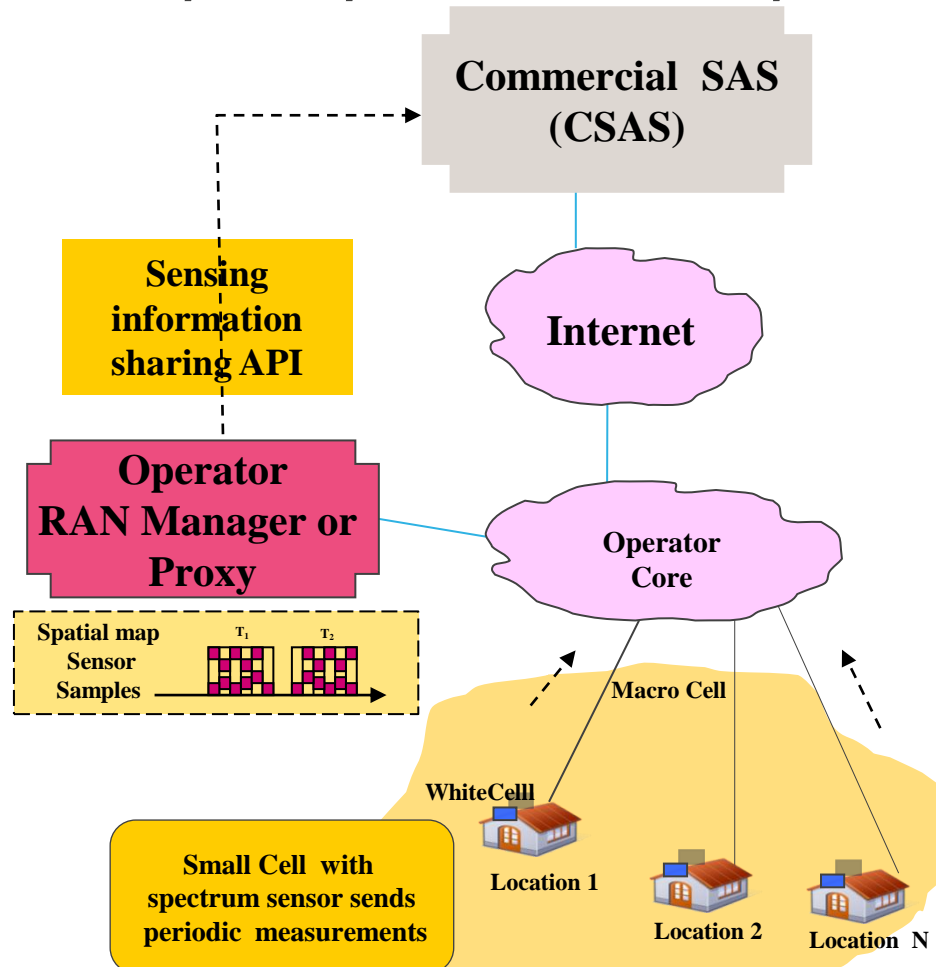 Commercial SAS
(CSAS)
Sensing
information
sharing API
Internet
Operator
RAN Manager or
Proxy
Operator
Core
Spatial map
Sensor
Samples
T1
T2
Macro Cell
WhiteCelll
Location 1
Location 2
Location N
Small Cell with
spectrum sensor sends
periodic measurements